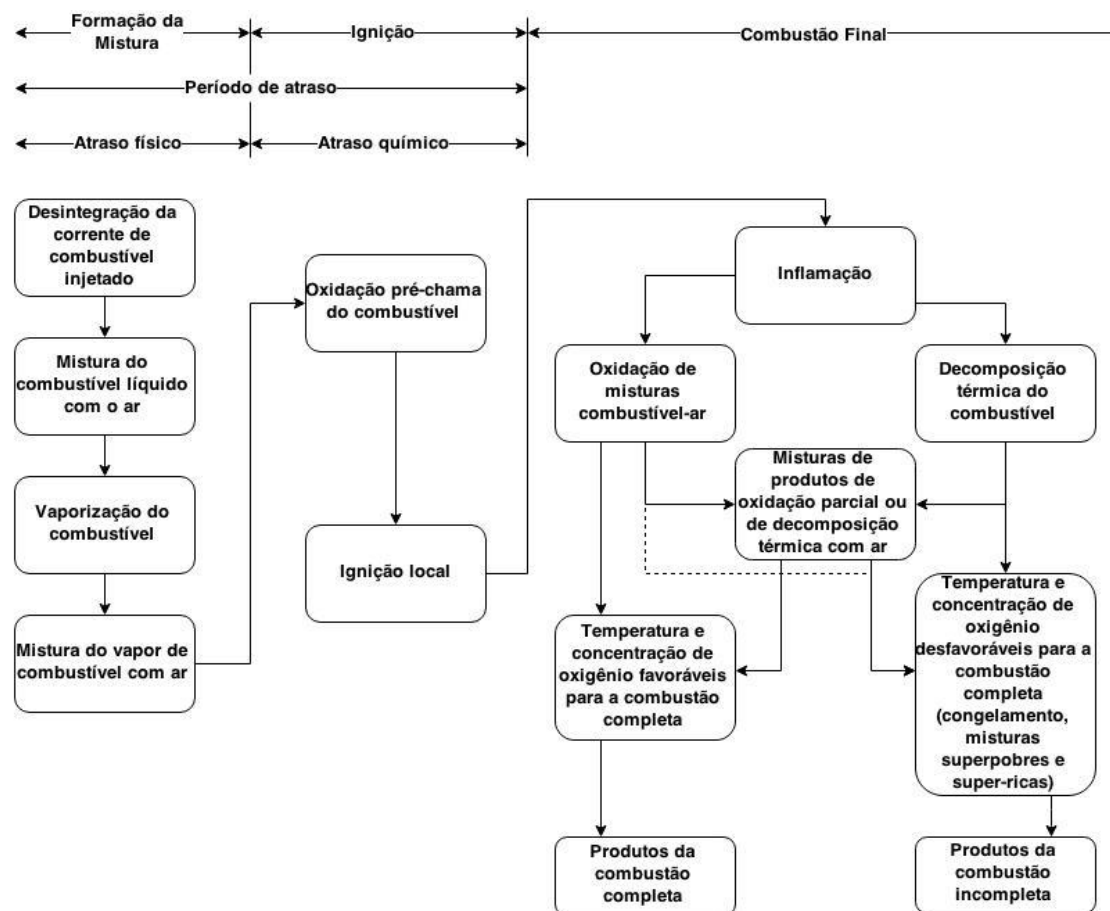 Formação da
Mistura
Ignição
Combustão Final
Período de atraso
Atraso físico
Atraso químico
Desintegração da
corrente de
combustível
injetado
Mistura do
combustível líquido
com o ar
Vaporização do
combustível
Mistura do vapor de
combustível com ar
Oxidação pré-chama
do combustível
Ignição local
Inflamação
Oxidação de
misturas
combustível-ar
Decomposição
térmica do
combustível
Misturas de
produtos de
oxidação parcial ou
de decomposição
térmica com ar
Temperatura e
concentração de
oxigênio favoráveis
para a combustão
completa
Temperatura e
concentração de
oxigênio
desfavoráveis para a
combustão
completa
(congelamento,
misturas
superpobres e
super-ricas)
Produtos da
combustão
completa
Produtos da
combustão
incompleta